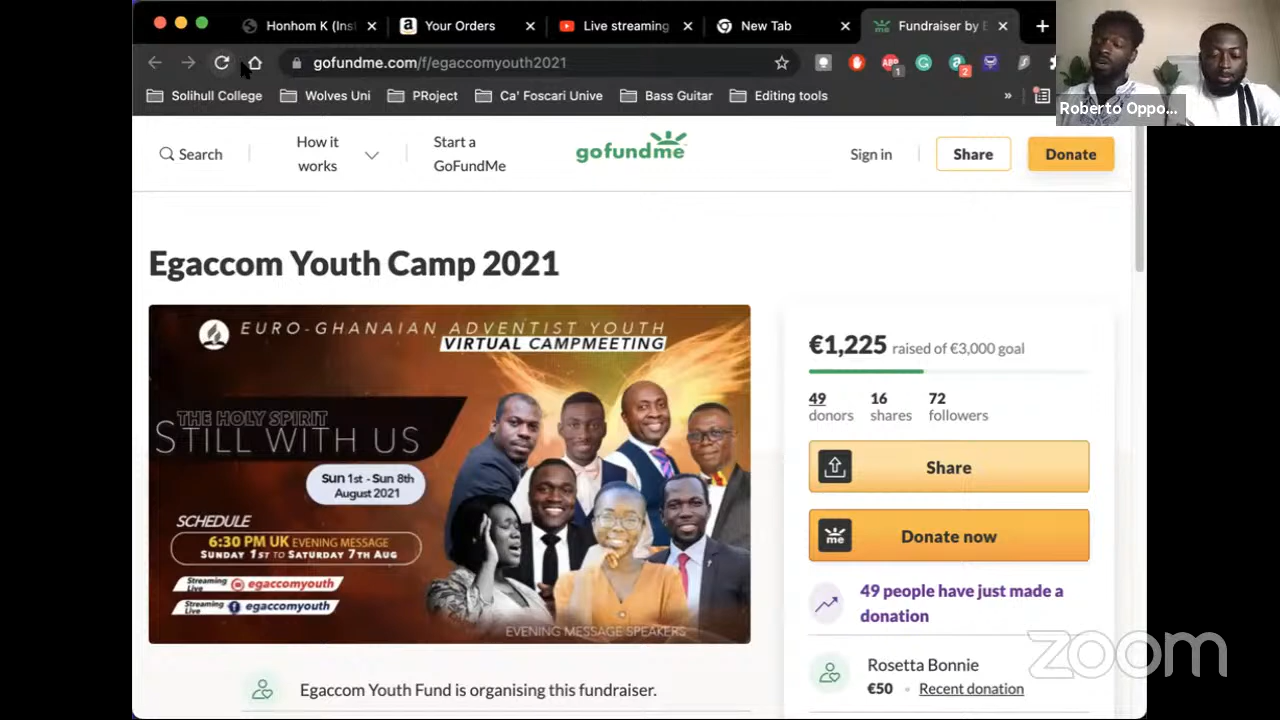 Honhom K (Inst
Your Orders
Live streaming
New Tab
Fundraiser by E
gofundme.com/f/egaccomyouth2021
ABP
1
2
Solihull College
Wolves Uni
PRoject
Ca' Foscari Unive
Bass Guitar
Editing tools
»
Roberto Oppo...
Search
How it works
Start a GoFundMe
gofundme
Sign in
Share
Donate
Egaccom Youth Camp 2021
EURO-GHANAIAN ADVENTIST YOUTH
VIRTUAL CAMPMEETING
THE HOLY SPIRIT
STILL WITH US
Sun 1st - Sun 8th
August 2021
SCHEDULE
6:30 PM UK EVENING MESSAGE
SUNDAY 1ST TO SATURDAY 7TH AUG
Streaming Live egaccomyouth
Streaming Live egaccomyouth
EVENING MESSAGE SPEAKERS
€1,225 raised of €3,000 goal
49 donors
16 shares
72 followers
Share
me Donate now
49 people have just made a
donation
Rosetta Bonnie
€50 • Recent donation
Egaccom Youth Fund is organising this fundraiser.
zoom